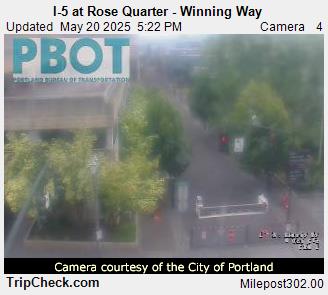 I-5 at Rose Quarter - Winning Way
Updated May 20 2025 5:22 PM Camera 4
PBOT
PORTLAND BUREAU OF TRANSPORTATION
Camera courtesy of the City of Portland
TripCheck.com Milepost302.00